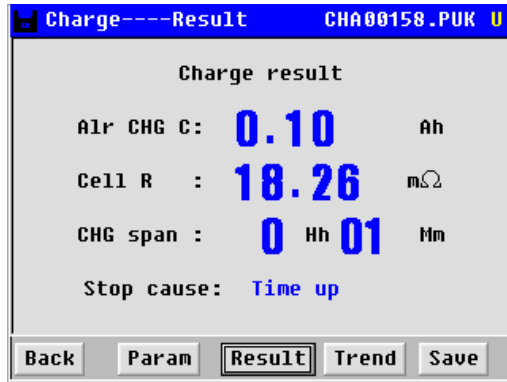 Charge----Result CHA00158.PUK U
Charge result
Alr CHG C: 0.10 Ah
Cell R : 18.26 mΩ
CHG span : 0 Hh 01 Mm
Stop cause: Time up
Back Param Result Trend Save